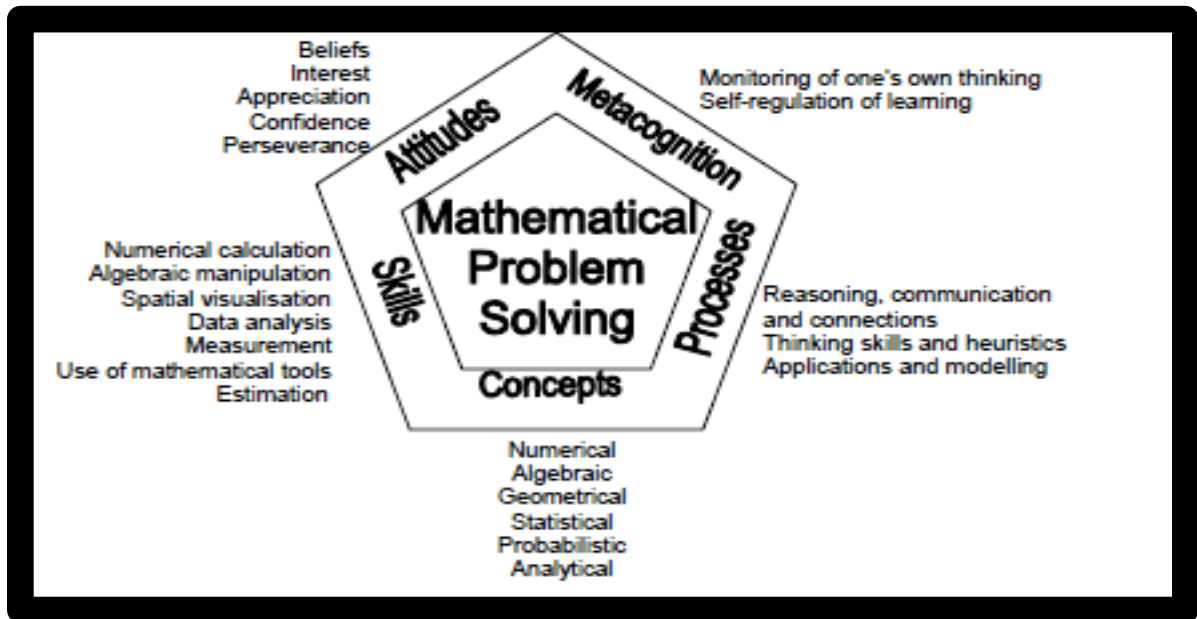 Beliefs
Interest
Appreciation
Confidence
Perseverance
Attitudes
Metacognition
Monitoring of one's own thinking
Self-regulation of learning
Numerical calculation
Algebraic manipulation
Spatial visualisation
Data analysis
Measurement
Use of mathematical tools
Estimation
Skills
Mathematical
Problem
Solving
Processes
Reasoning, communication
and connections
Thinking skills and heuristics
Applications and modelling
Concepts
Numerical
Algebraic
Geometrical
Statistical
Probabilistic
Analytical